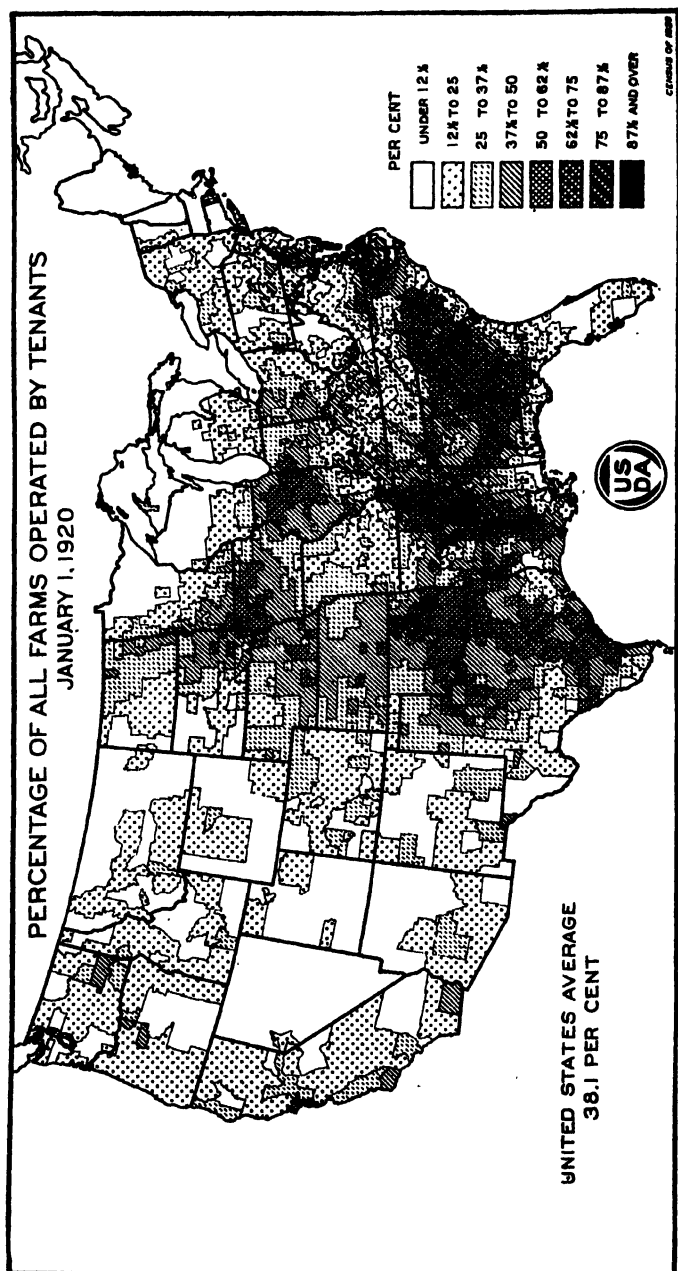 PERCENTAGE OF ALL FARMS OPERATED BY TENANTS
JANUARY 1, 1920
PER CENT
UNDER 12½
12½ TO 25
25 TO 37½
37½ TO 50
50 TO 62½
62½ TO 75
75 TO 87½
87½ AND OVER
UNITED STATES AVERAGE
38.1 PER CENT
US
DA
CENSUS OF